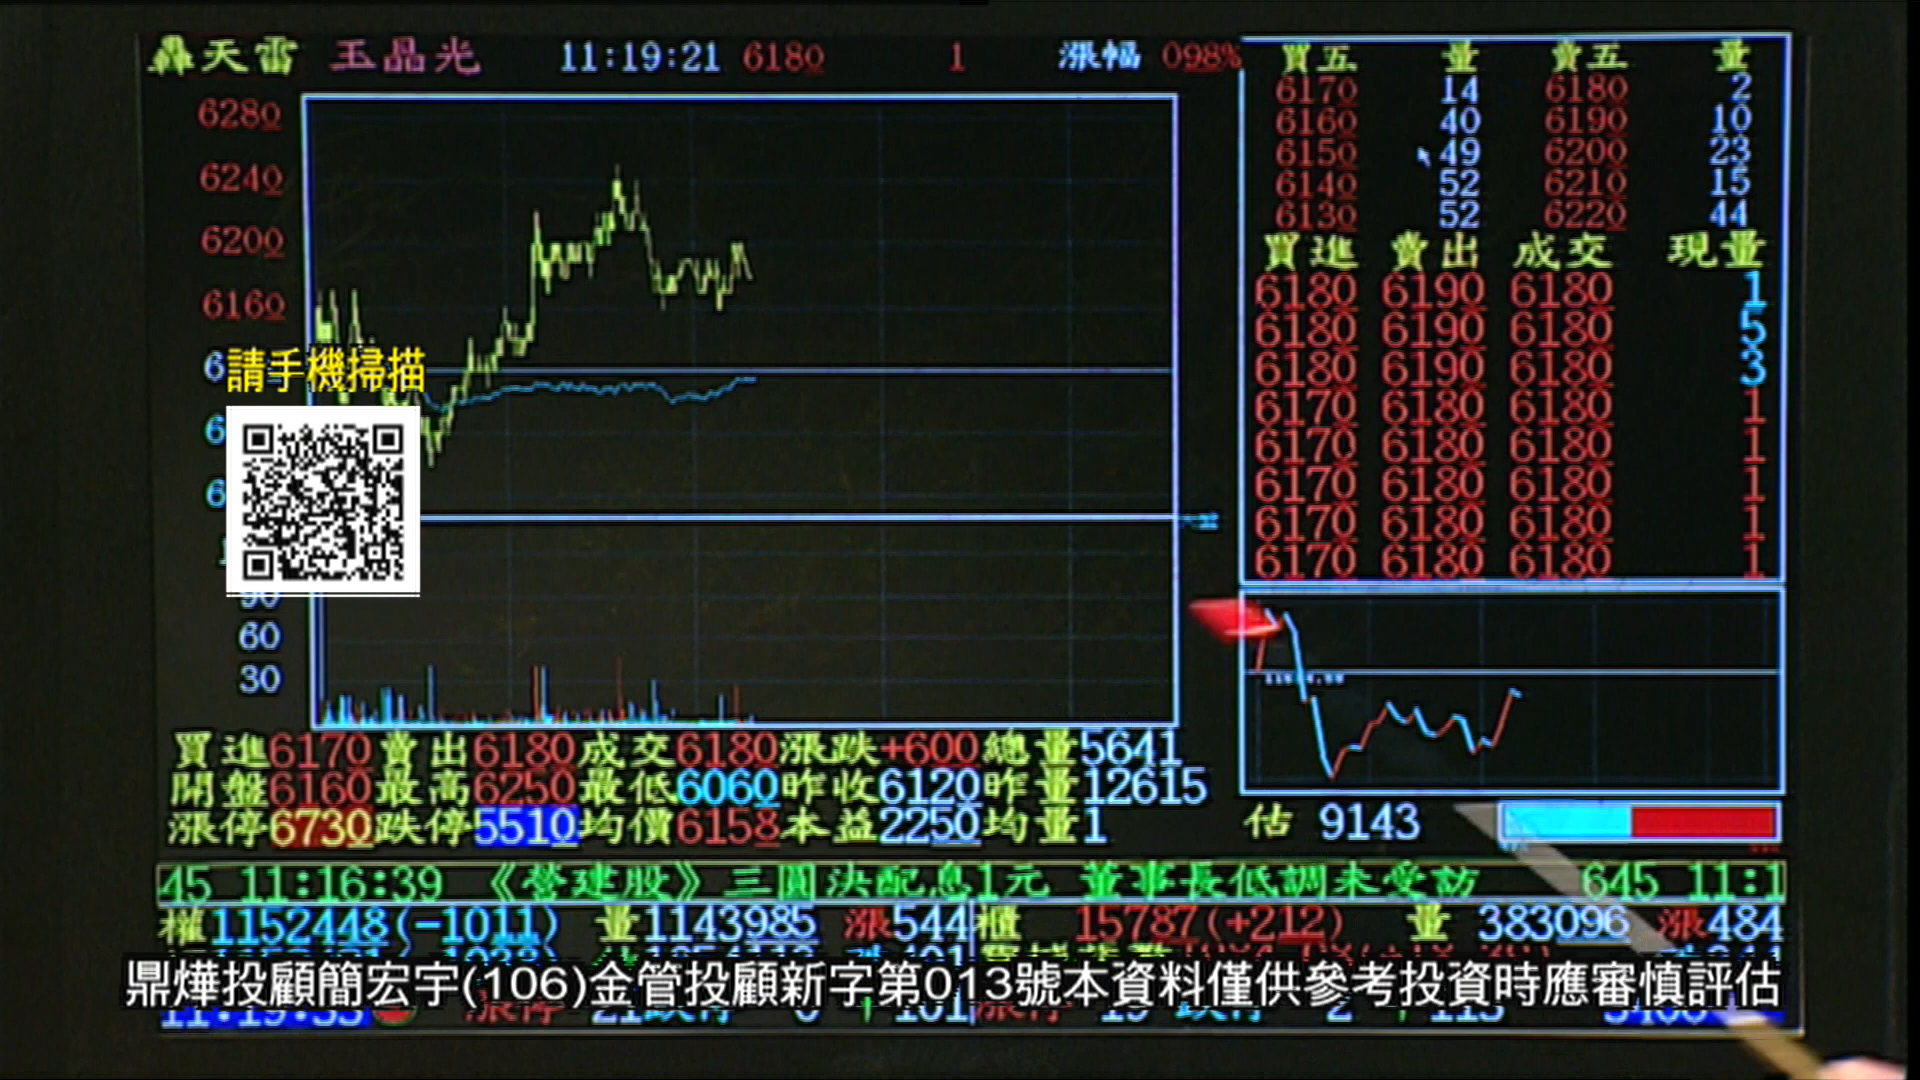 轟天雷 玉晶光 11:19:21 6180 1 漲幅 098%
買五 量 賣五 量
6170 14 6180 2
6160 40 6190 10
6150 49 6200 23
6140 52 6210 15
6130 52 6220 44
買進 賣出 成交 現量
6180 6190 6180 1
6180 6190 6180 5
6180 6190 6180 3
6170 6180 6180 1
6170 6180 6180 1
6170 6180 6180 1
6170 6180 6180 1
6170 6180 6180 1
6280
6240
6200
6160
請手機掃描
90
60
30
買進6170賣出6180成交6180漲跌+600總量5641
開盤6160最高6250最低6060昨收6120昨量12615
漲停6730跌停5510均價6158本益2250均量1
估 9143
45 11:16:39 《營建股》三圓決配息1元 董事長低調未受訪 645 11:1
權1152448(-1011) 量1143985 漲544 櫃 15787(+212) 量 383096 漲484
鼎燁投顧簡宏宇(106)金管投顧新字第013號本資料僅供參考投資時應審慎評估